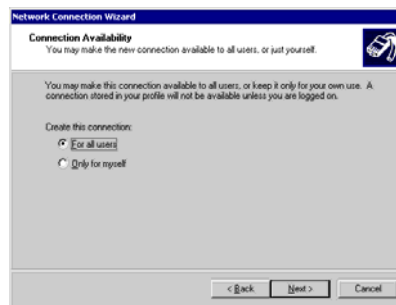 Network Connection Wizard
Connection Availability
You may make the new connection available to all users, or just yourself.
You may make this connection available to all users, or keep it only for your own use. A
connection stored in your profile will not be available unless you are logged on.
Create this connection:
For all users
Only for myself
< Back
Next >
Cancel